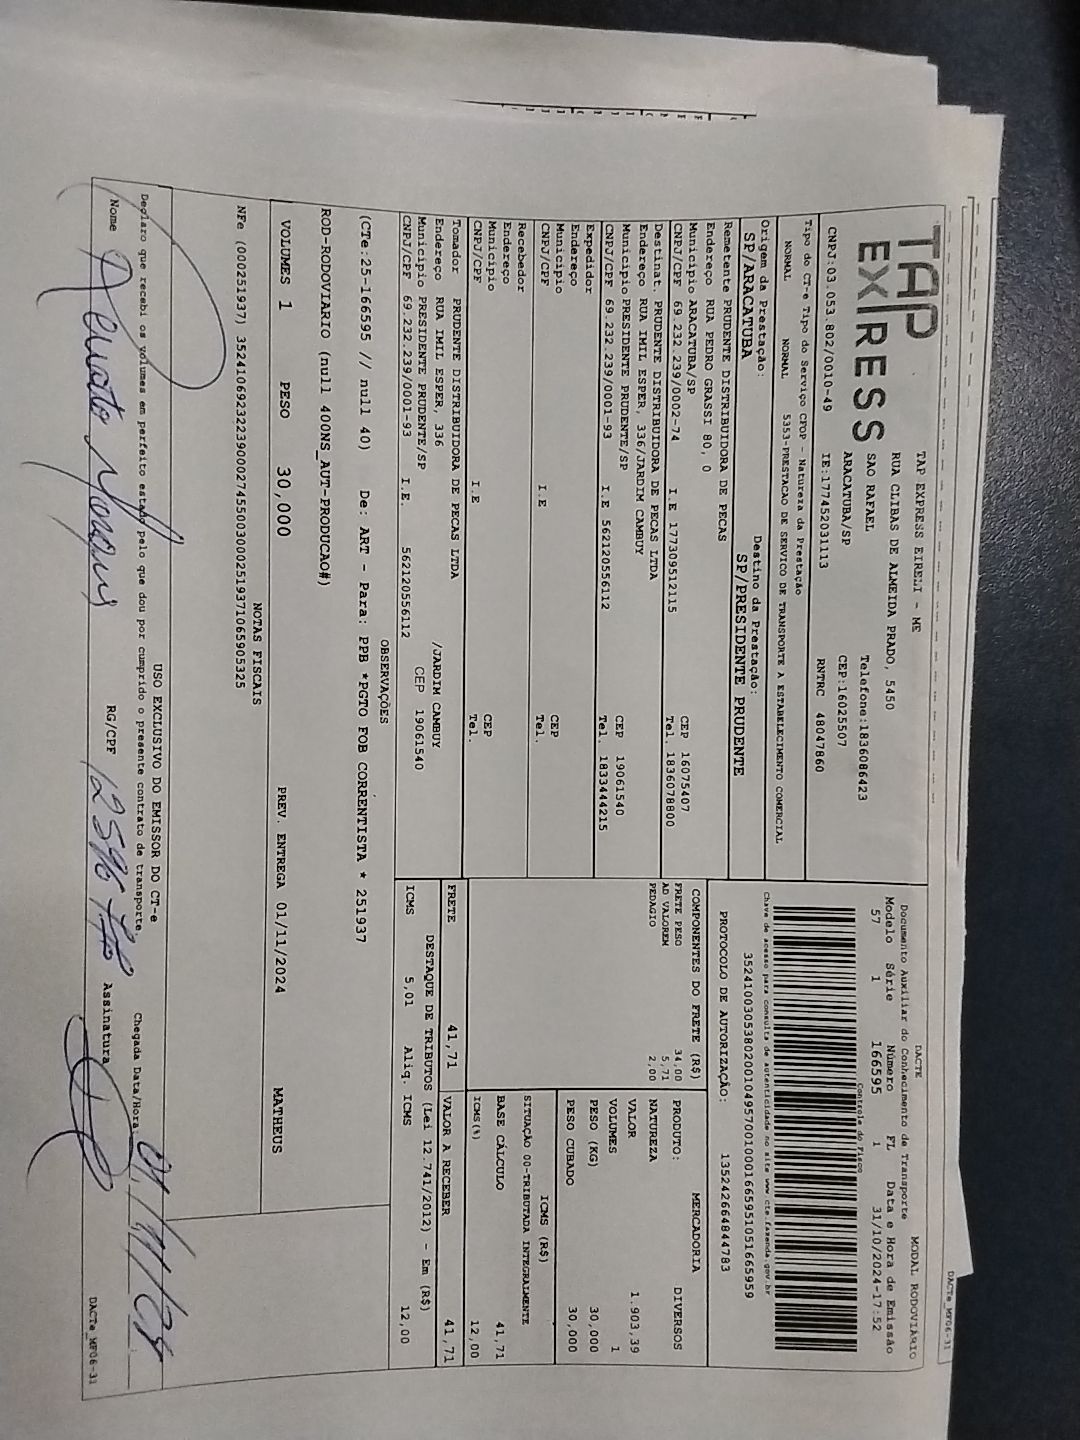 TAP
EXPRESS
TAP EXPRESS EIRELI - ME
RUA CLIBAS DE ALMEIDA PRADO, 5450
SAO RAFAEL Telefone:1836086423
ARACATUBA/SP CEP:16025507
CNPJ:03.053.802/0010-49 IE:177452031113 RNTRC 48047860
DACTE MODAL RODOVIÁRIO
Documento Auxiliar do Conhecimento de Transporte
Modelo Série Número FL Data e Hora de Emissão
57 1 166595 1 31/10/2024-17:52
Controle do Fisco
Chave de acesso para consulta de autenticidade no site www.cte.fazenda.gov.br
35241003053802001049570010001665951051665959
PROTOCOLO DE AUTORIZAÇÃO: 135242664844783
Tipo do CT-e Tipo do Serviço CFOP - Natureza da Prestação
NORMAL NORMAL 5353-PRESTACAO DE SERVICO DE TRANSPORTE A ESTABELECIMENTO COMERCIAL
Origem da Prestação: Destino da Prestação:
SP/ARACATUBA SP/PRESIDENTE PRUDENTE
Remetente PRUDENTE DISTRIBUIDORA DE PECAS
Endereço RUA PEDRO GRASSI 80, 0
Município ARACATUBA/SP CEP 16075407
CNPJ/CPF 69.232.239/0002-74 I.E 177309512115 Tel. 1836078800
Destinat. PRUDENTE DISTRIBUIDORA DE PECAS LTDA
Endereço RUA IMIL ESPER, 336/JARDIM CAMBUY
Município PRESIDENTE PRUDENTE/SP CEP 19061540
CNPJ/CPF 69.232.239/0001-93 I.E 562120556112 Tel. 1833444215
Expedidor
Endereço
Município CEP
CNPJ/CPF I.E Tel.
Recebedor
Endereço
Município CEP
CNPJ/CPF I.E Tel.
Tomador PRUDENTE DISTRIBUIDORA DE PECAS LTDA
Endereço RUA IMIL ESPER, 336 /JARDIM CAMBUY
Município PRESIDENTE PRUDENTE/SP CEP 19061540
CNPJ/CPF 69.232.239/0001-93 I.E. 562120556112
COMPONENTES DO FRETE (R$)
FRETE PESO 34,00
AD VALOREM 5,71
PEDAGIO 2,00
MERCADORIA
PRODUTO: DIVERSOS
NATUREZA
VALOR 1.903,39
VOLUMES 1
PESO (KG) 30,000
PESO CUBADO 30,000
ICMS (R$)
SITUAÇÃO 00-TRIBUTADA INTEGRALMENTE
BASE CÁLCULO 41,71
ICMS(%) 12,00
FRETE 41,71 VALOR A RECEBER 41,71
DESTAQUE DE TRIBUTOS (Lei 12.741/2012) - Em (R$)
ICMS 5,01 Aliq. ICMS 12,00
OBSERVAÇÕES
(CTe:25-166595 // null 40) De: ART - Para: PPB *PGTO FOB CORRENTISTA * 251937
ROD-RODOVIARIO (null 400NS_AUT-PRODUCAO#)
VOLUMES 1 PESO 30,000 PREV. ENTREGA 01/11/2024 MATHEUS
NOTAS FISCAIS
NFe (000251937) 35241069232239000274550030002519371065905325
USO EXCLUSIVO DO EMISSOR DO CT-e
Declaro que recebi os volumes em perfeito estado pelo que dou por cumprido o presente contrato de transporte. Chegada Data/Hora: 01/11/24
Nome Renato RG/CPF Assinatura
DACTe_MF06-31
DACTe_MF06-31